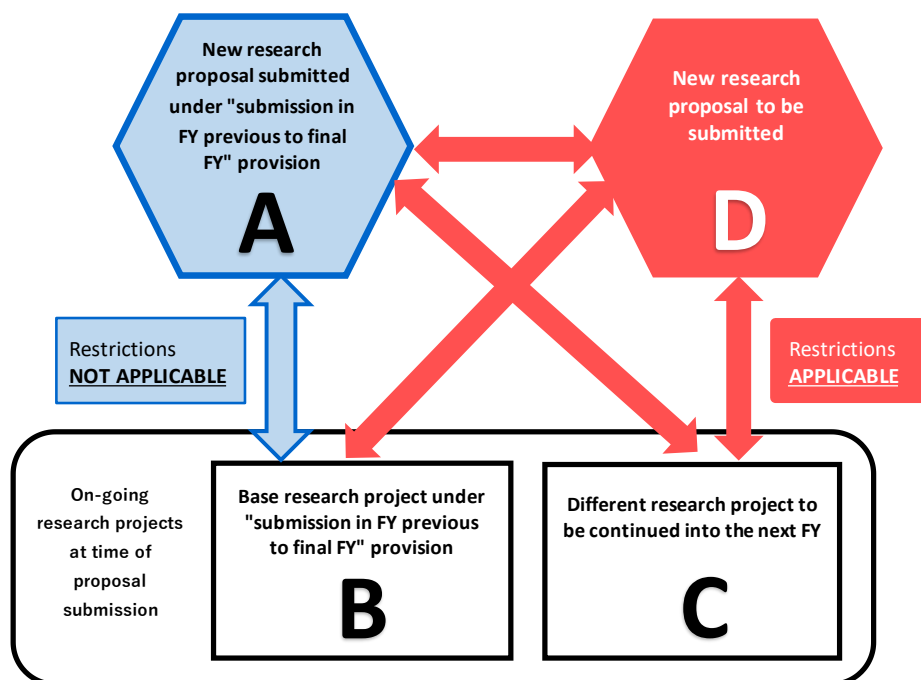 New research
proposal submitted
under "submission in
FY previous to final
FY" provision
A
New research
proposal to be
submitted
D
Restrictions
NOT APPLICABLE
Restrictions
APPLICABLE
On-going
research projects
at time of
proposal
submission
Base research project under
"submission in FY previous
to final FY" provision
B
Different research project to
be continued into the next FY
C